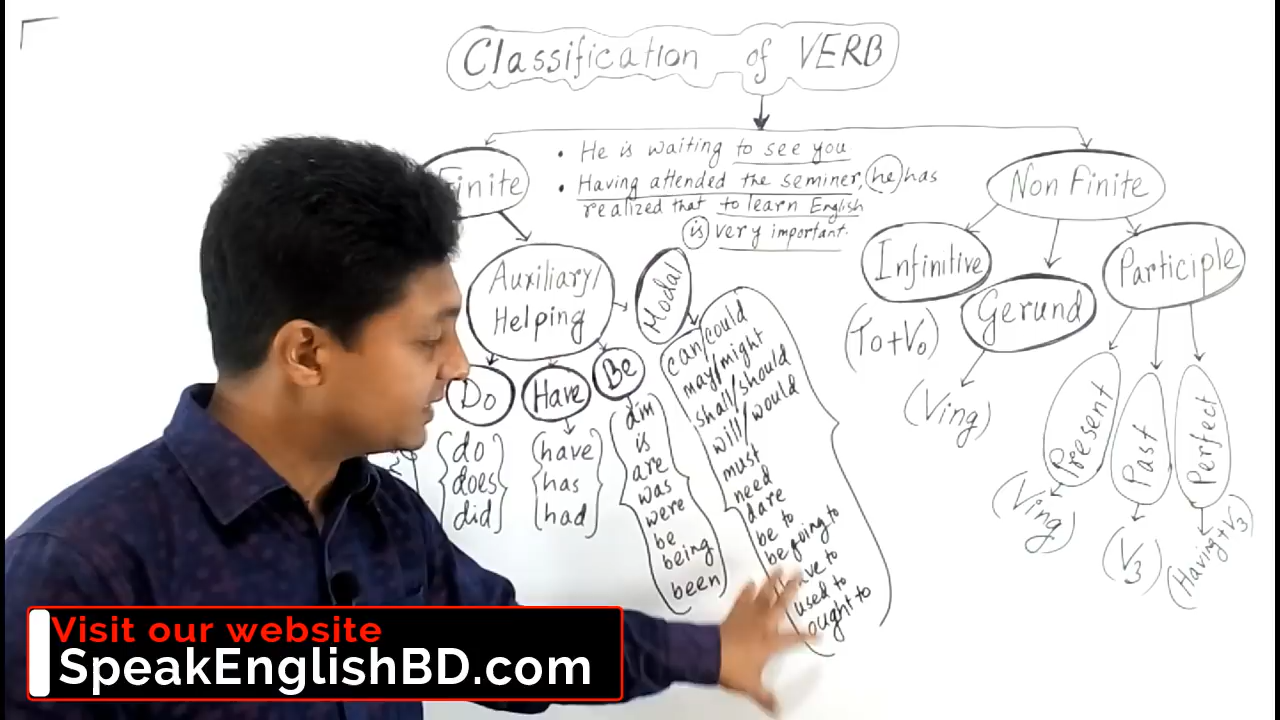 Classification of VERB
• He is waiting to see you
• Having attended the seminer, he has
realized that to learn English
is very important.
Finite
Non Finite
Auxiliary/
Helping
Modal
Infinitive
Gerund
Participle
(To+V₀)
(Ving)
Do
Have
Be
do
does
did
have
has
had
am
is
are
was
were
be
being
been
can/could
may/might
shall/should
will/would
must
need
dare
be to
be going to
have to
used to
ought to
Present
Past
Perfect
(Ving)
(V₃)
(Having+V₃)
Visit our website
SpeakEnglishBD.com